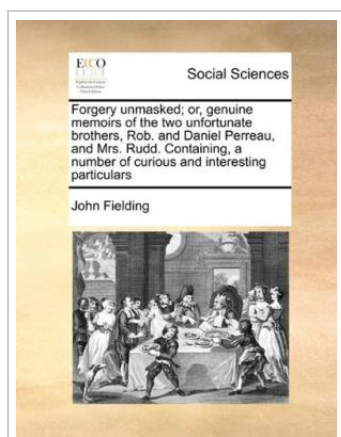 ECCO
Social Sciences
Forgery unmasked; or, genuine
memoirs of the two unfortunate
brothers, Rob. and Daniel Perreau,
and Mrs. Rudd. Containing, a
number of curious and interesting
particulars
John Fielding